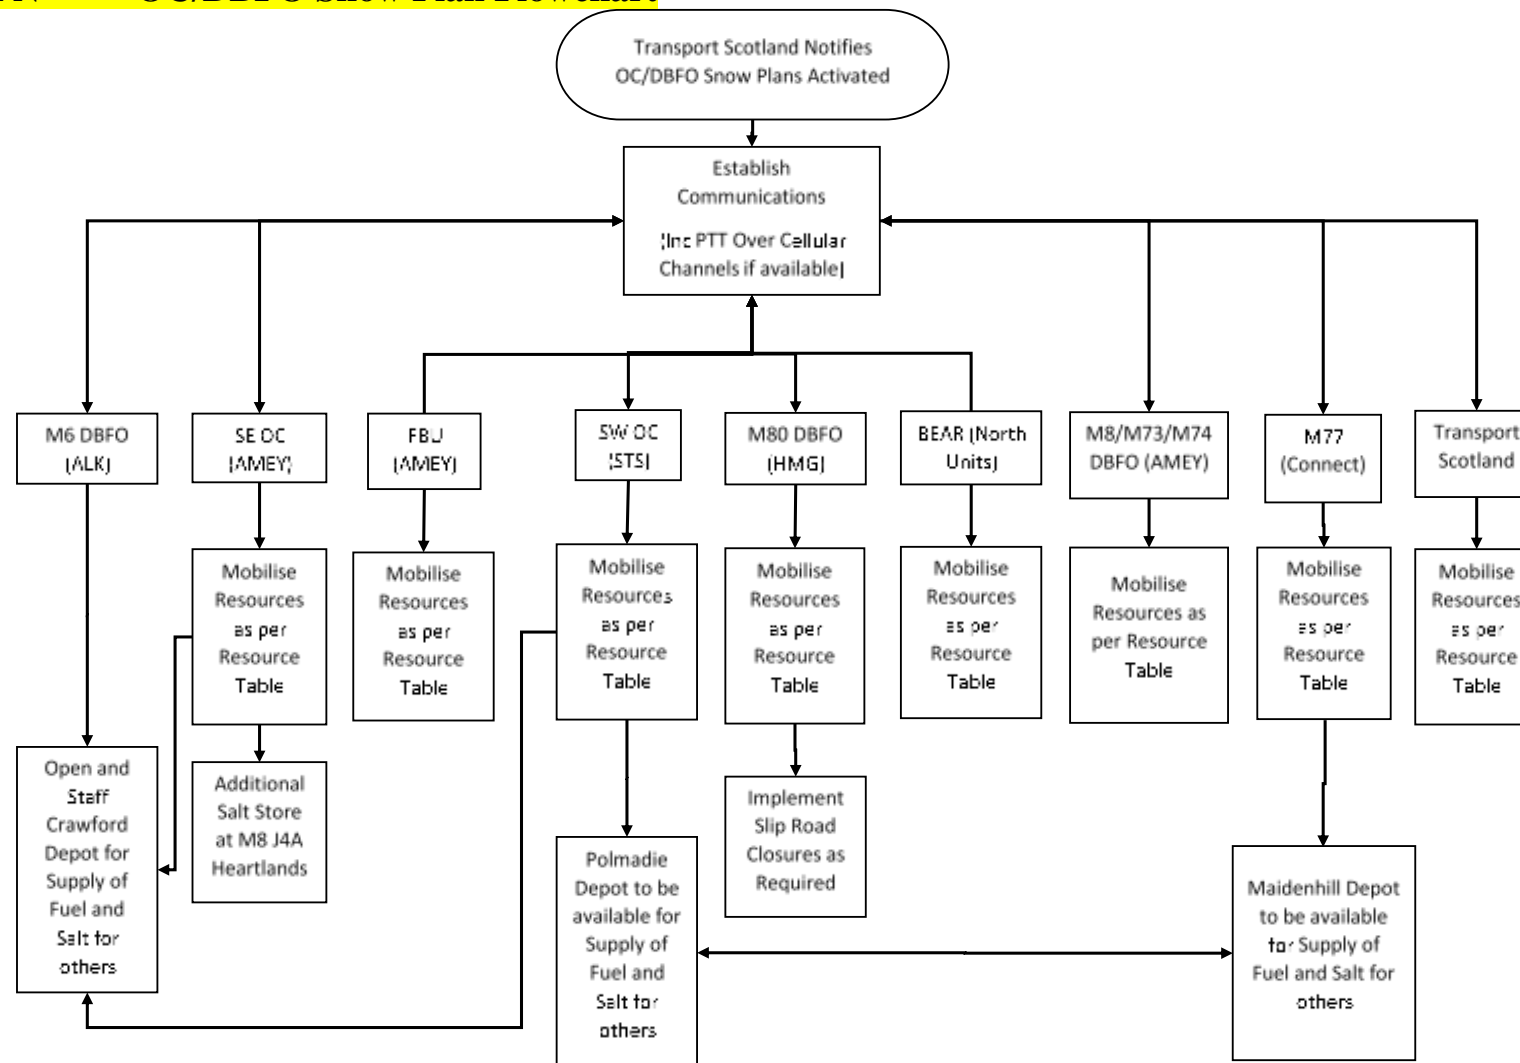 OC/DBFO Snow Plan Flowchart
Transport Scotland Notifies
OC/DBFO Snow Plans Activated
Establish
Communications
(Inc PTT Over Cellular
Channels if available)
M6 DBFO
(ALK)
SE OC
(AMEY)
FBU
(AMEY)
SW OC
(STS)
M80 DBFO
(HMG)
BEAR (North
Units)
M8/M73/M74
DBFO (AMEY)
M77
(Connect)
Transport
Scotland
Mobilise
Resources
as per
Resource
Table
Mobilise
Resources
as per
Resource
Table
Mobilise
Resources
as per
Resource
Table
Mobilise
Resources
as per
Resource
Table
Mobilise
Resources
as per
Resource
Table
Mobilise
Resources as
per Resource
Table
Mobilise
Resources
as per
Resource
Table
Mobilise
Resources
as per
Resource
Table
Open and
Staff
Crawford
Depot for
Supply of
Fuel and
Salt for
others
Additional
Salt Store
at M8 J4A
Heartlands
Polmadie
Depot to be
available for
Supply of
Fuel and
Salt for
others
Implement
Slip Road
Closures as
Required
Maidenhill Depot
to be available
for Supply of
Fuel and Salt for
others